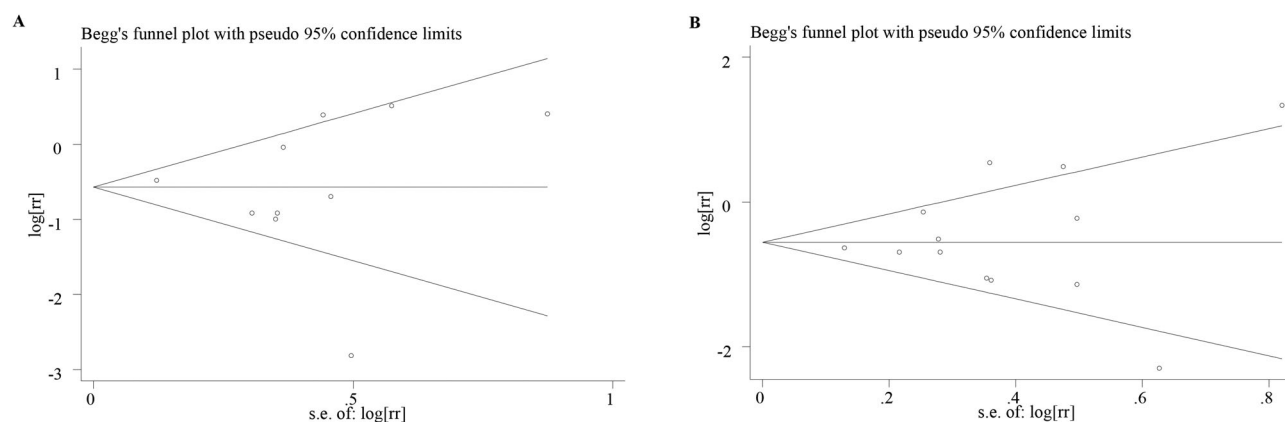 A
Begg's funnel plot with pseudo 95% confidence limits
1
0
-1
-2
-3
log[rr]
0
.5
1
s.e. of: log[rr]
B
Begg's funnel plot with pseudo 95% confidence limits
2
0
-2
log[rr]
0
.2
.4
.6
.8
s.e. of: log[rr]